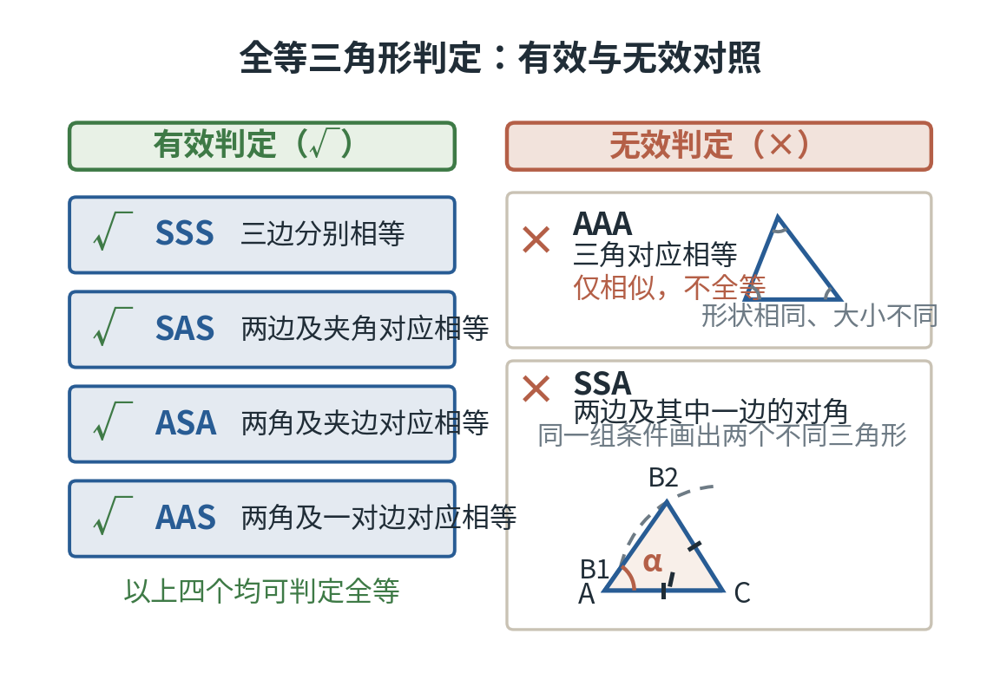 全等三角形判定：有效与无效对照
有效判定（√）
√ SSS 三边分别相等
√ SAS 两边及夹角对应相等
√ ASA 两角及夹边对应相等
√ AAS 两角及一对边对应相等
以上四个均可判定全等
无效判定（×）
× AAA
三角对应相等
仅相似，不全等
形状相同、大小不同
× SSA
两边及其中一边的对角
同一组条件画出两个不同三角形
B2
B1
α
A
C